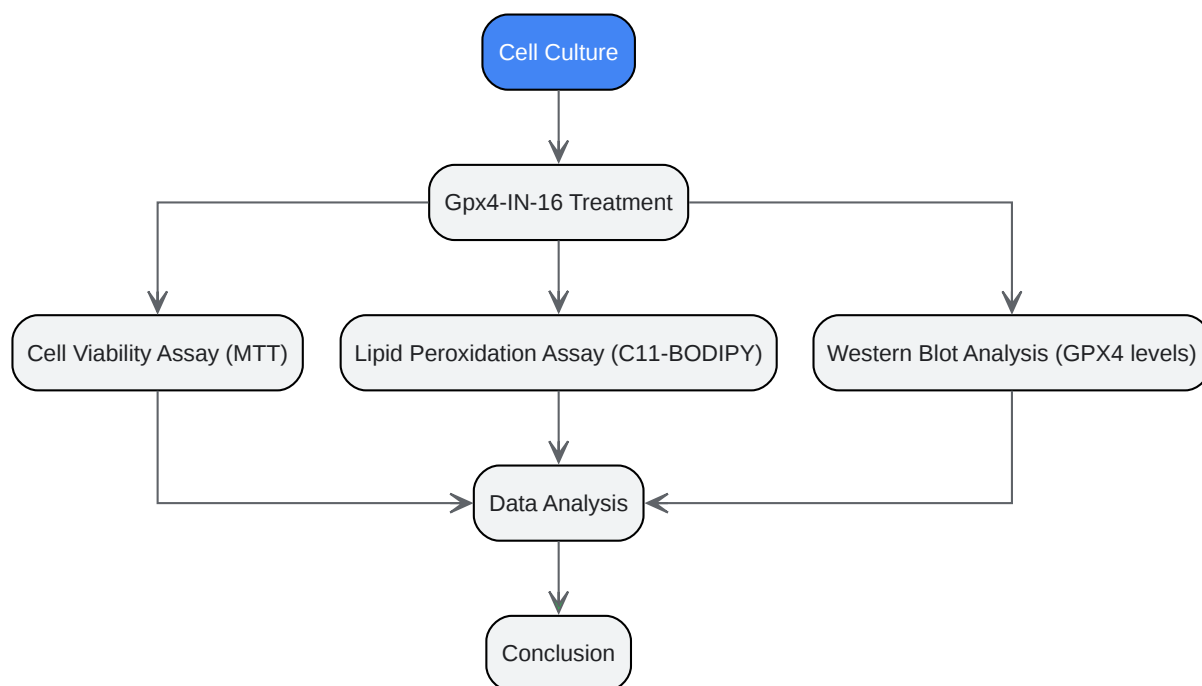 Cell Culture
Gpx4-IN-16 Treatment
Cell Viability Assay (MTT)
Lipid Peroxidation Assay (C11-BODIPY)
Western Blot Analysis (GPX4 levels)
Data Analysis
Conclusion